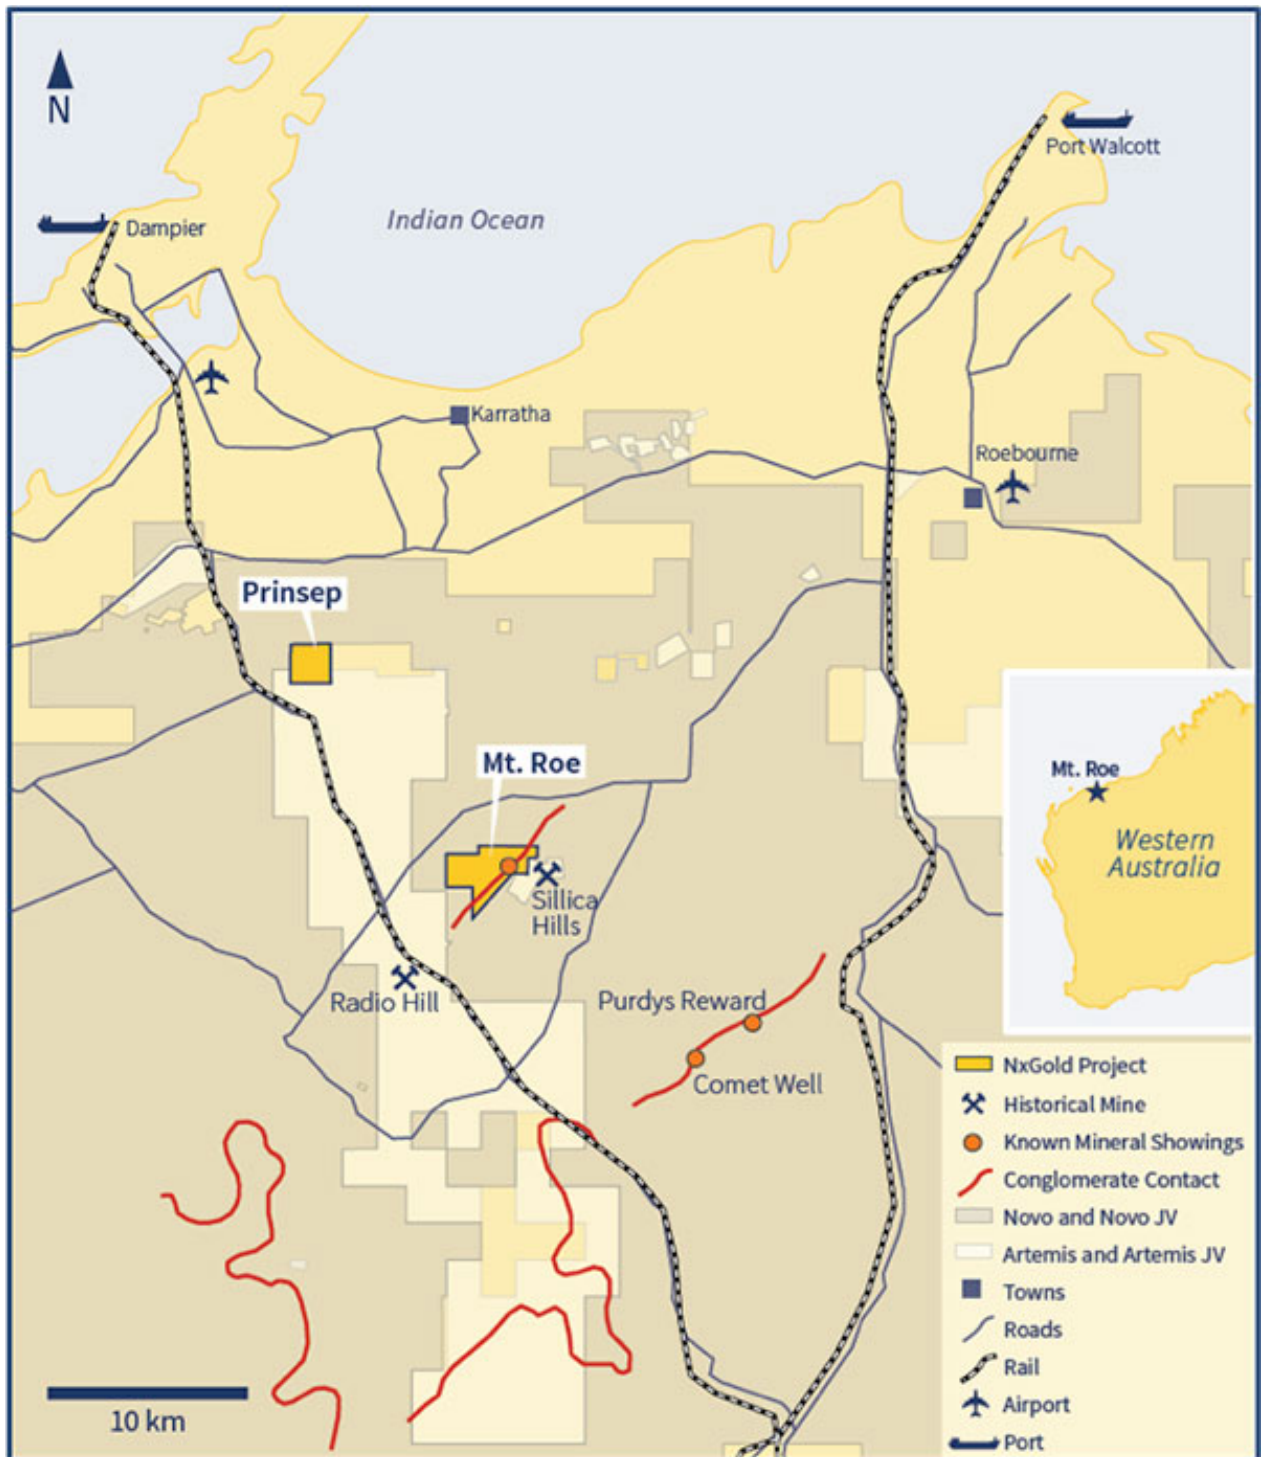 N
Port Walcott
Dampier
Indian Ocean
Karratha
Roebourne
Prinsep
Mt. Roe
Mt. Roe
Western
Australia
Sillica
Hills
Radio Hill
Purdys Reward
Comet Well
NxGold Project
Historical Mine
Known Mineral Showings
Conglomerate Contact
Novo and Novo JV
Artemis and Artemis JV
Towns
Roads
Rail
Airport
Port
10 km